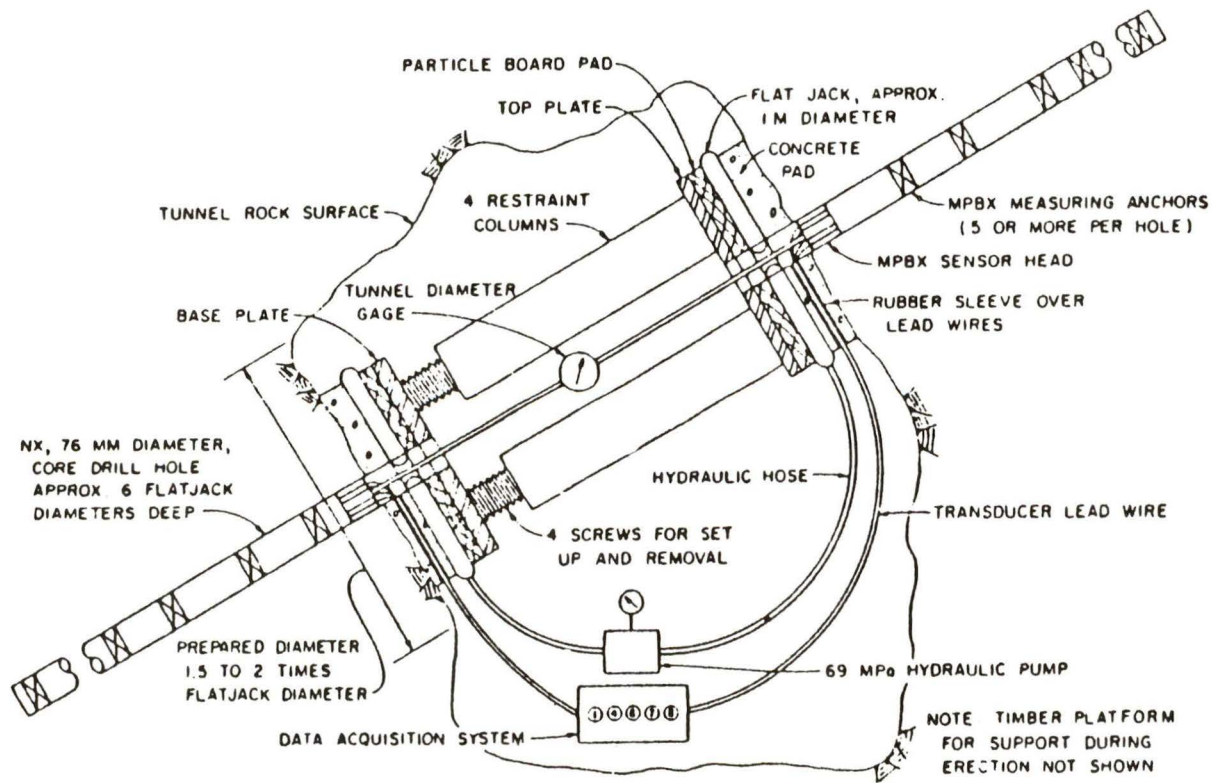 PARTICLE BOARD PAD
TOP PLATE
FLAT JACK, APPROX.
1 M DIAMETER
CONCRETE
PAD
TUNNEL ROCK SURFACE
4 RESTRAINT
COLUMNS
MPBX MEASURING ANCHORS
(5 OR MORE PER HOLE)
MPBX SENSOR HEAD
TUNNEL DIAMETER
GAGE
BASE PLATE
RUBBER SLEEVE OVER
LEAD WIRES
NX, 76 MM DIAMETER,
CORE DRILL HOLE
APPROX. 6 FLATJACK
DIAMETERS DEEP
HYDRAULIC HOSE
TRANSDUCER LEAD WIRE
4 SCREWS FOR SET
UP AND REMOVAL
PREPARED DIAMETER
1.5 TO 2 TIMES
FLATJACK DIAMETER
69 MPa HYDRAULIC PUMP
DATA ACQUISITION SYSTEM
NOTE TIMBER PLATFORM
FOR SUPPORT DURING
ERECTION NOT SHOWN